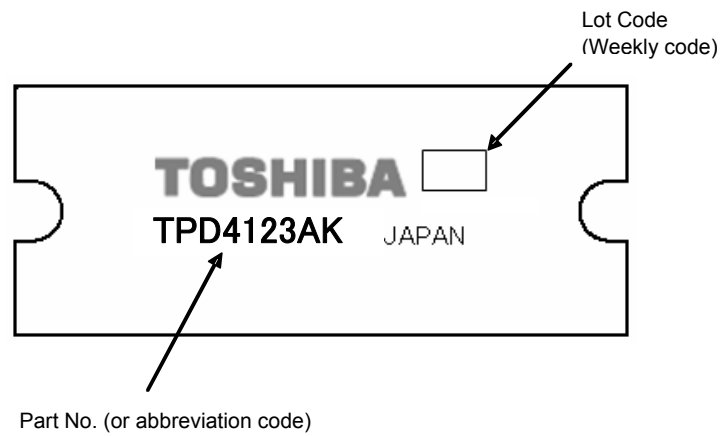 Lot Code
(Weekly code)
TOSHIBA
TPD4123AK JAPAN
Part No. (or abbreviation code)